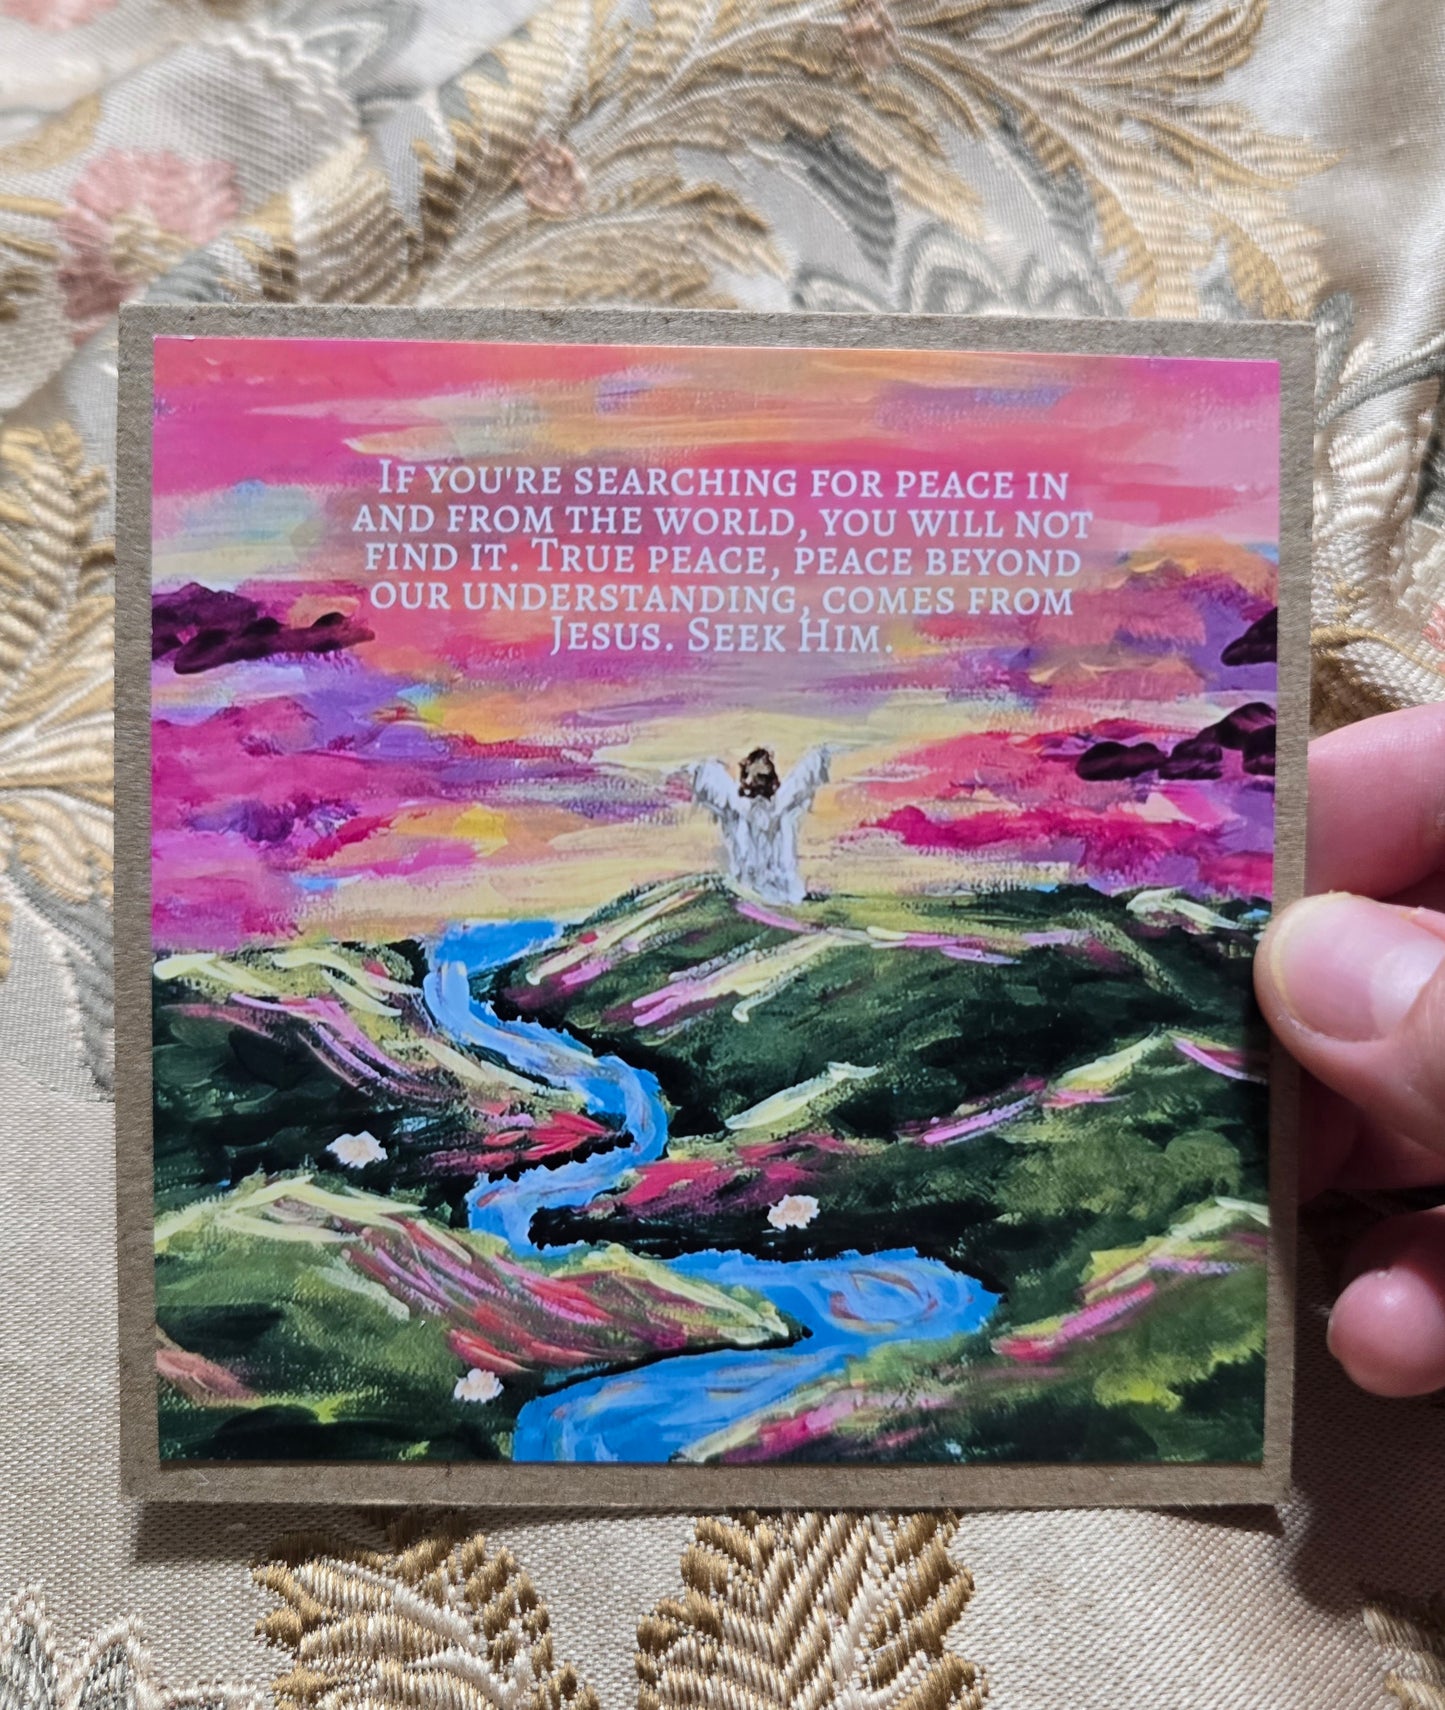 If you're searching for peace in
and from the world, you will not
find it. True peace, peace beyond
our understanding, comes from
Jesus. Seek Him.